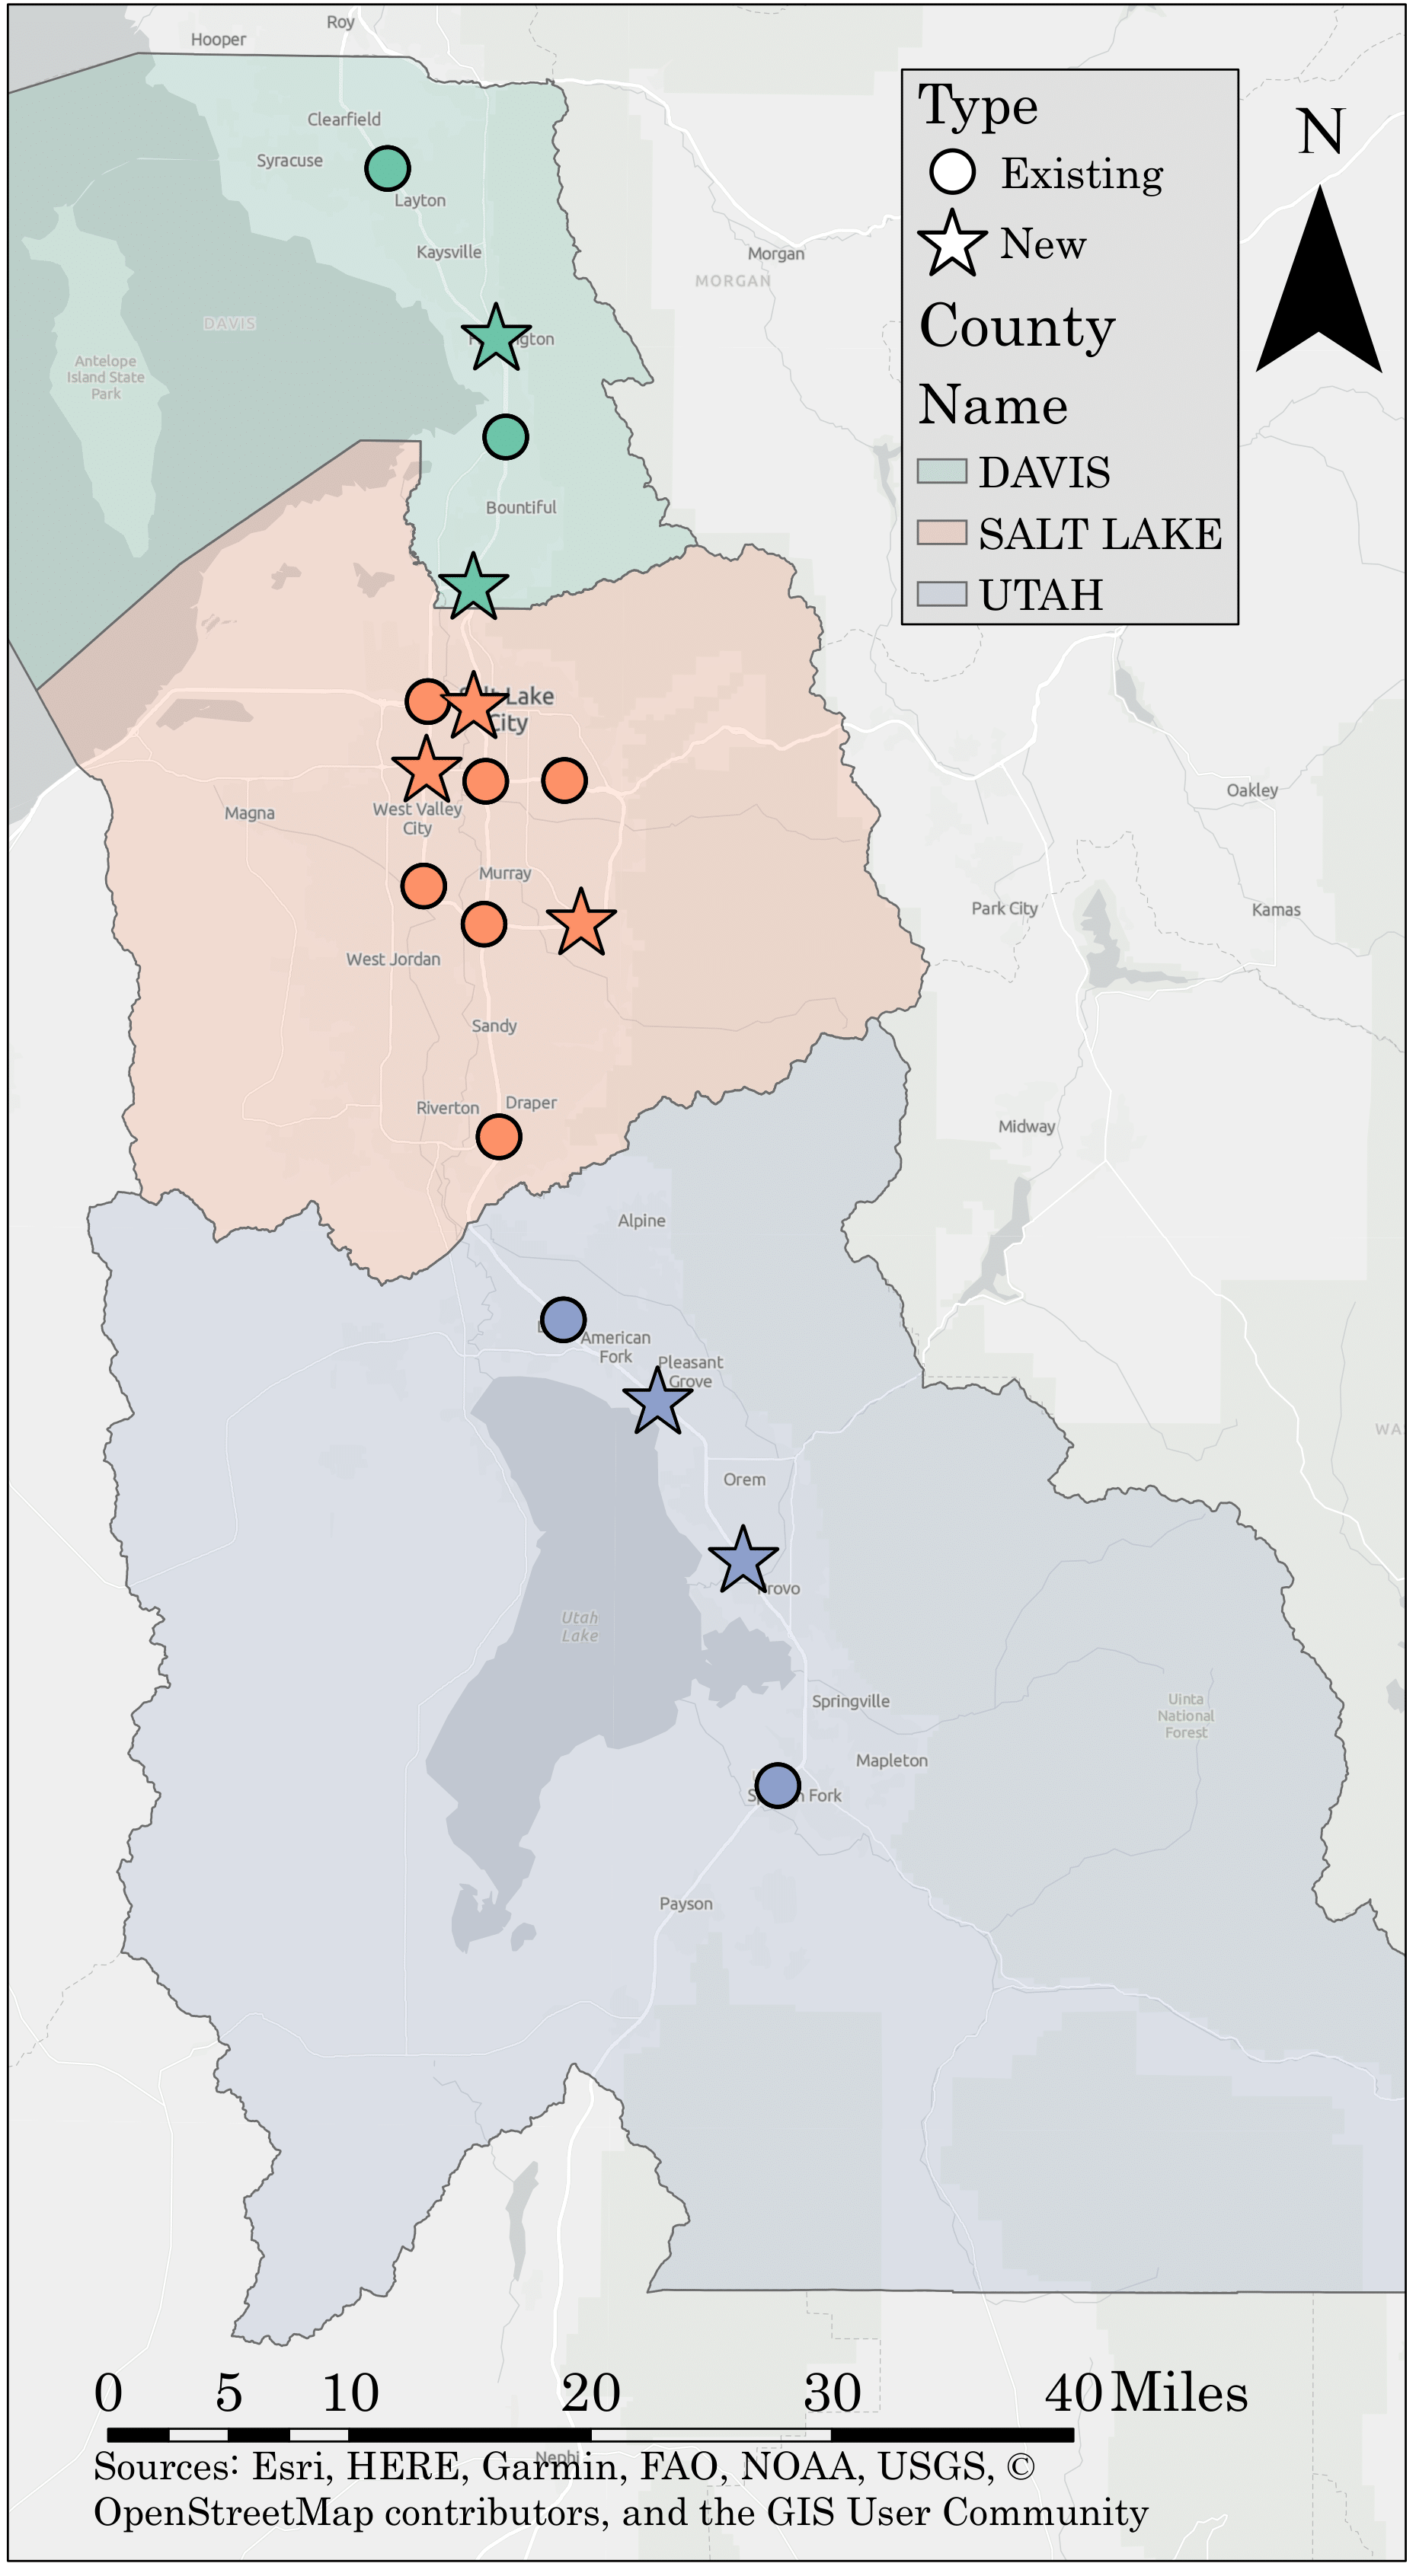 Roy
Hooper
Clearfield
Syracuse
Layton
Kaysville
Morgan
MORGAN
DAVIS
Antelope
Island State
Park
Bountiful
Type
Existing
New
County
Name
DAVIS
SALT LAKE
UTAH
N
Lake
City
Magna
West Valley
City
Murray
West Jordan
Sandy
Riverton
Draper
Oakley
Park City
Kamas
Midway
Alpine
American
Fork
Pleasant
Grove
Orem
Utah
Lake
Springville
Mapleton
Fork
Uinta
National
Forest
Payson
0 5 10 20 30 40 Miles
Nephi
Sources: Esri, HERE, Garmin, FAO, NOAA, USGS, ©
OpenStreetMap contributors, and the GIS User Community